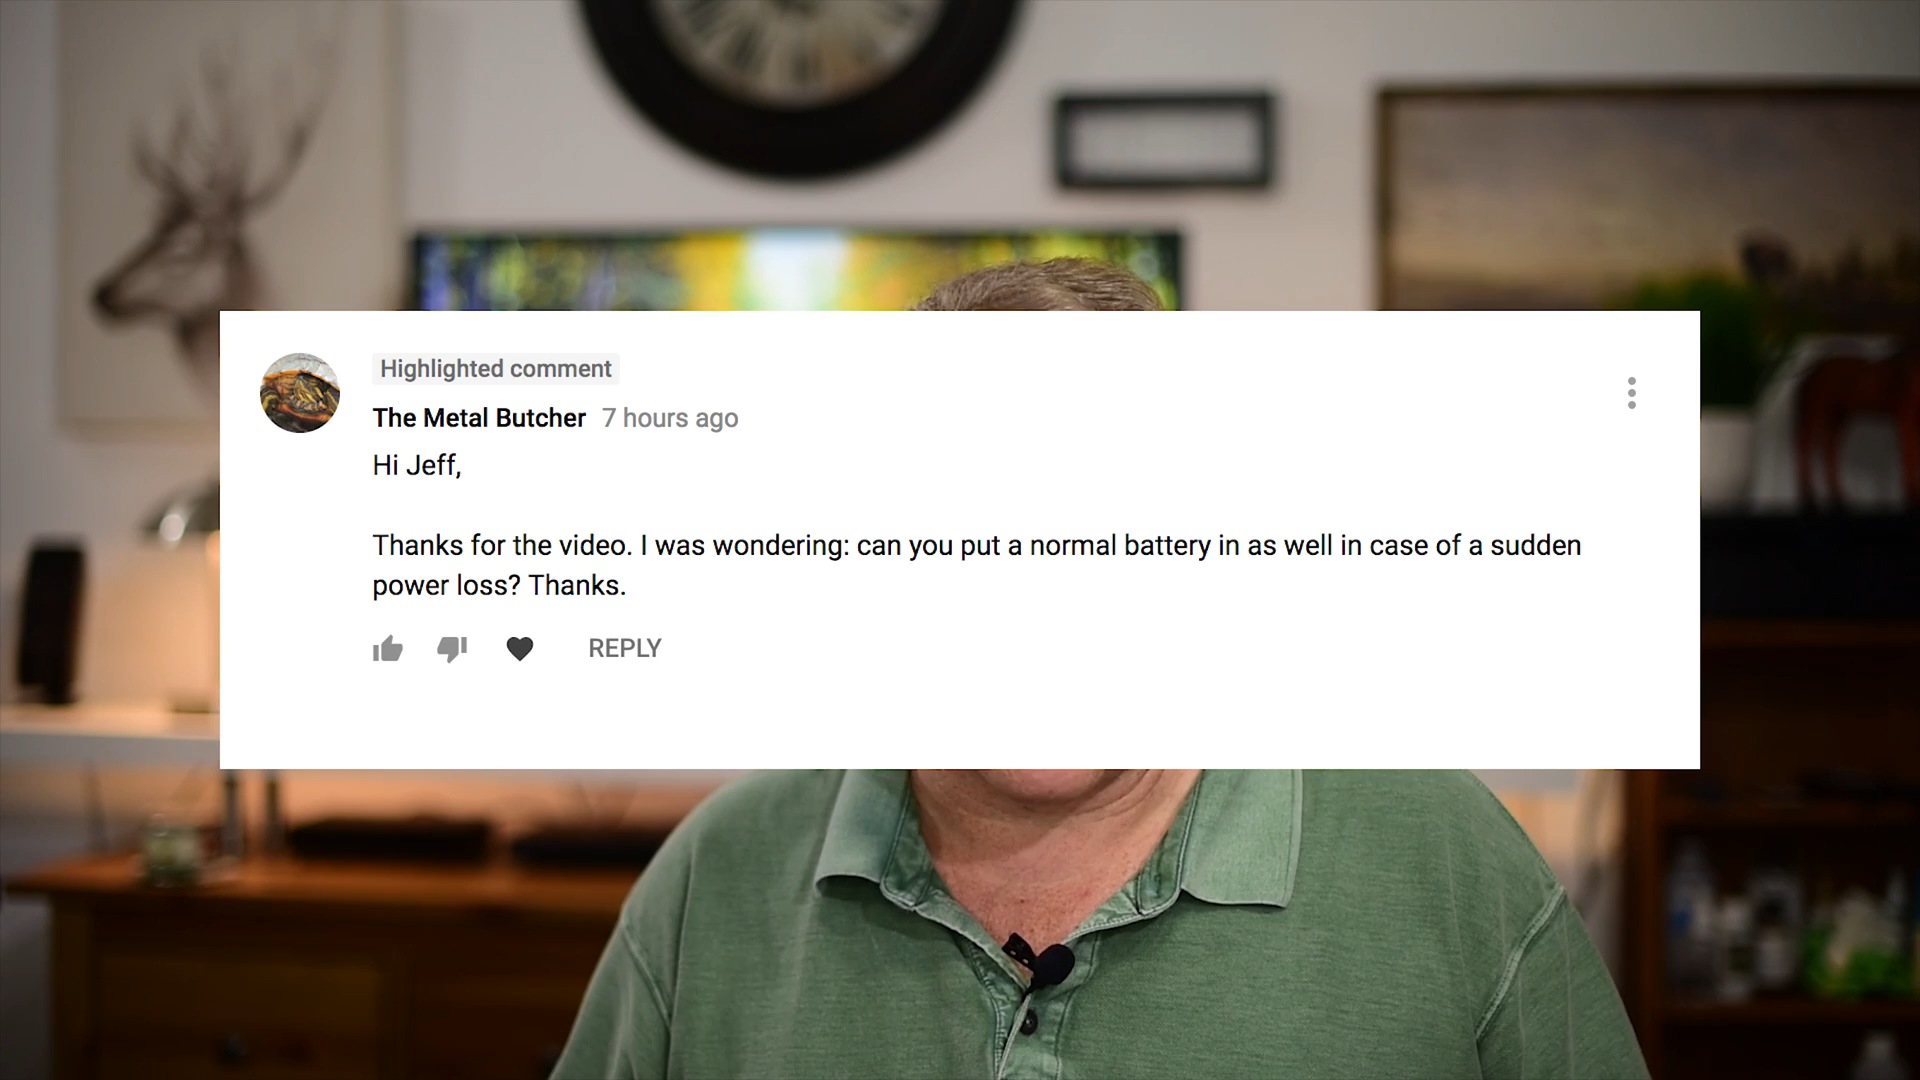 Highlighted comment
The Metal Butcher 7 hours ago
Hi Jeff,
Thanks for the video. I was wondering: can you put a normal battery in as well in case of a sudden
power loss? Thanks.
REPLY